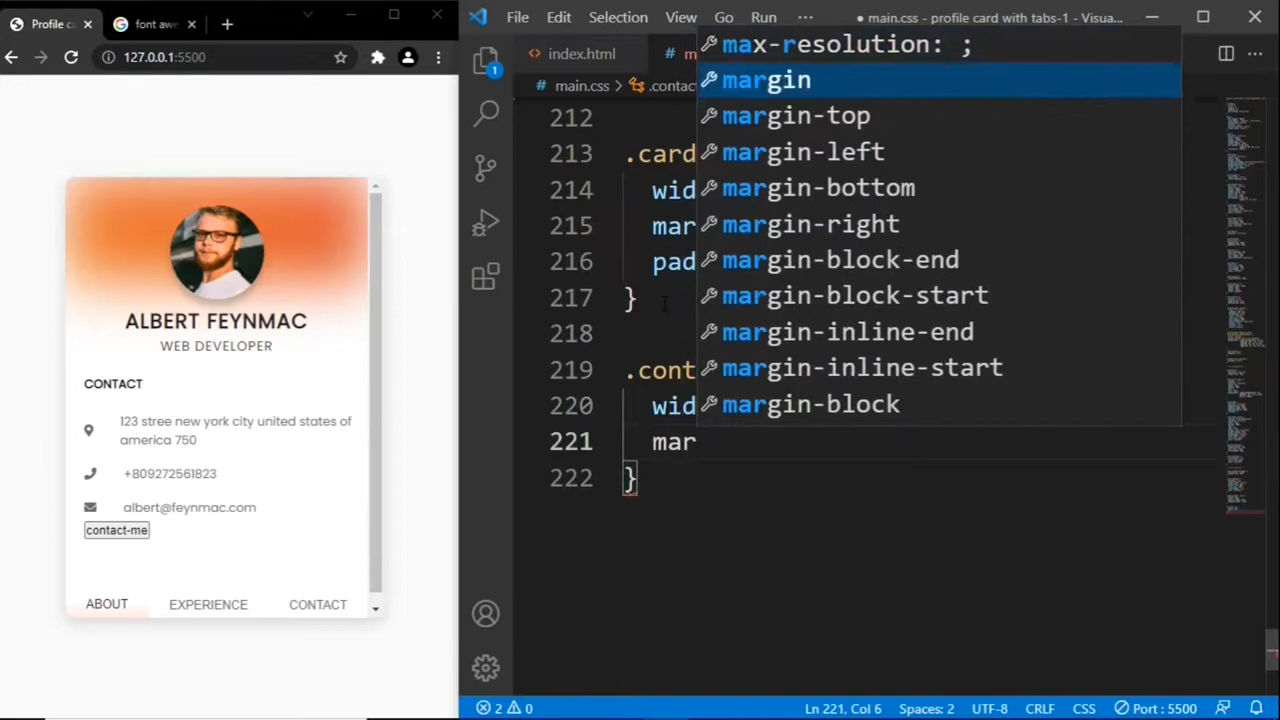 Profile ca
font awe
127.0.0.1:5500
ALBERT FEYNMAC
WEB DEVELOPER
CONTACT
123 stree new york city united states of
america 750
+809272561823
albert@feynmac.com
contact-me
ABOUT EXPERIENCE CONTACT
File Edit Selection View Go Run ··· ● main.css - profile card with tabs-1 - Visua...
1
<> index.html # m
# main.css > .contac
max-resolution: ;
margin
margin-top
margin-left
margin-bottom
margin-right
margin-block-end
margin-block-start
margin-inline-end
margin-inline-start
margin-block
212
213 .card
214 wid
215 mar
216 pad
217 }
218
219 .cont
220 wid
221 mar
222 }
2 0 Ln 221, Col 6 Spaces: 2 UTF-8 CRLF CSS Port : 5500